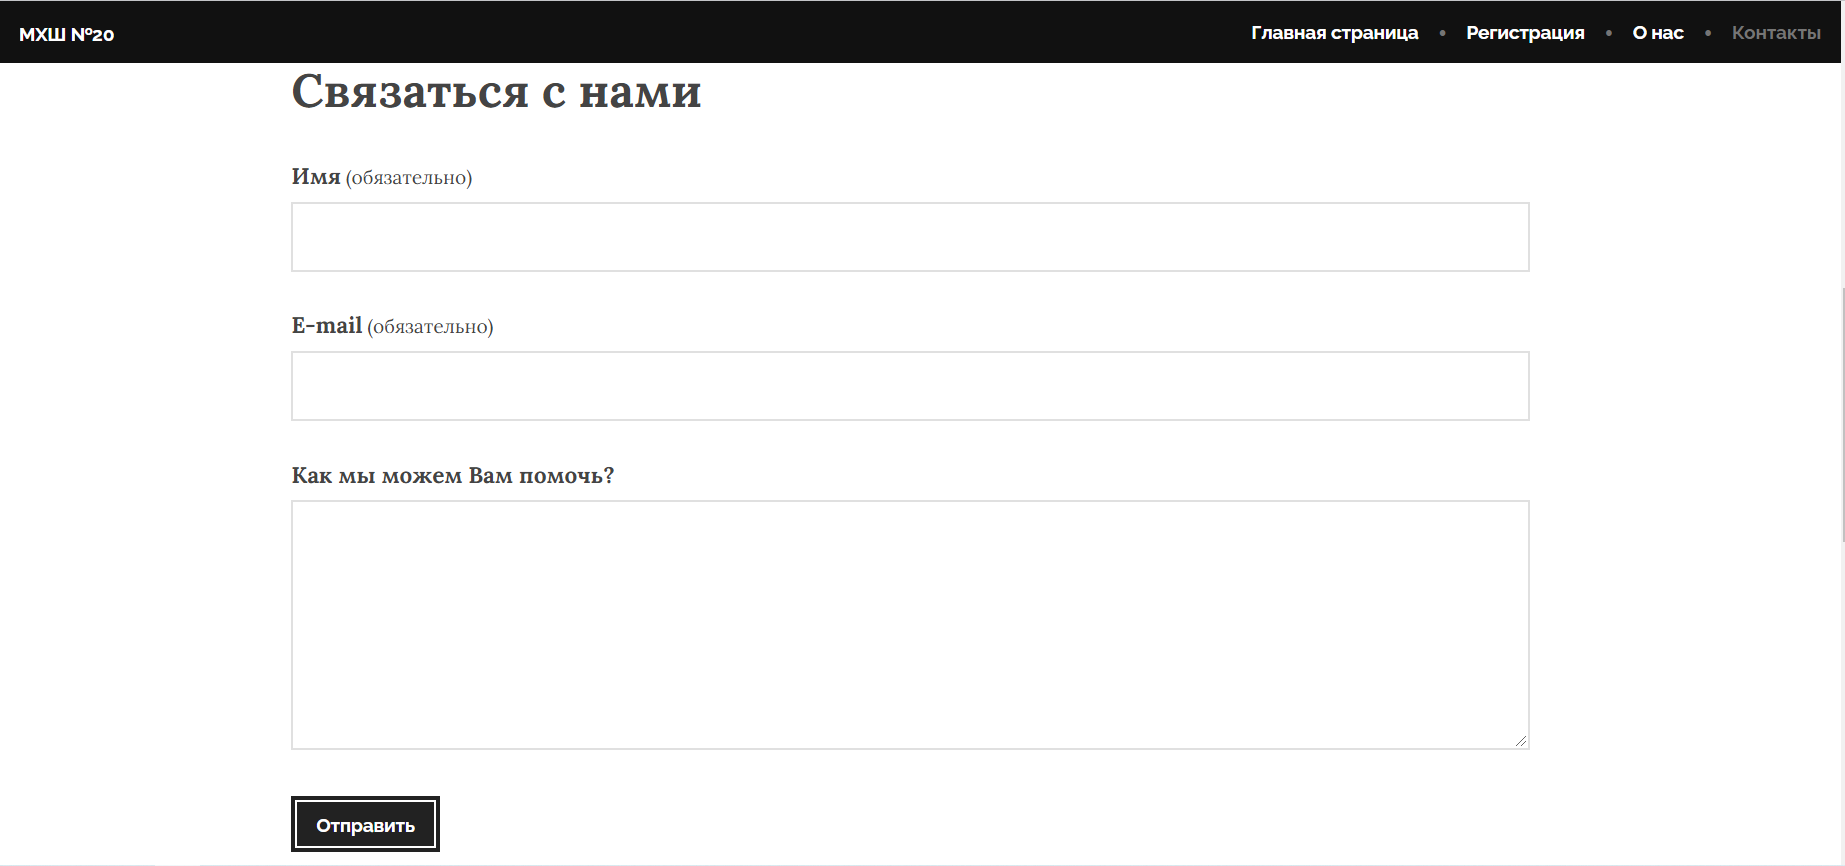 МХШ №20
Главная страница • Регистрация • О нас • Контакты
Связаться с нами
Имя (обязательно)
E-mail (обязательно)
Как мы можем Вам помочь?
Отправить